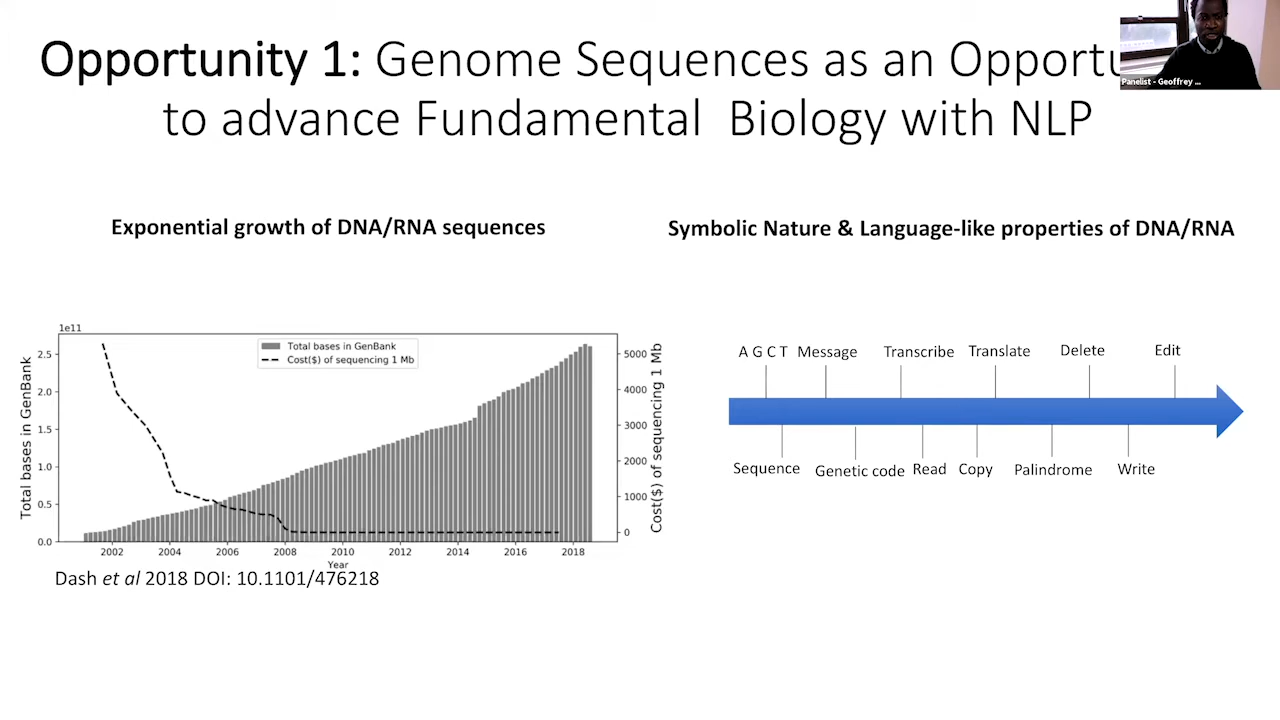 Opportunity 1: Genome Sequences as an Opportu
to advance Fundamental Biology with NLP
Panelist - Geoffrey ...
Exponential growth of DNA/RNA sequences
Symbolic Nature & Language-like properties of DNA/RNA
1e11
Total bases in GenBank
Cost($) of sequencing 1 Mb
Total bases in GenBank
2.5
2.0
1.5
1.0
0.5
0.0
5000
4000
3000
2000
1000
0
Cost($) of sequencing 1 Mb
2002 2004 2006 2008 2010 2012 2014 2016 2018
Year
Dash et al 2018 DOI: 10.1101/476218
A G C T Message Transcribe Translate Delete Edit
Sequence Genetic code Read Copy Palindrome Write